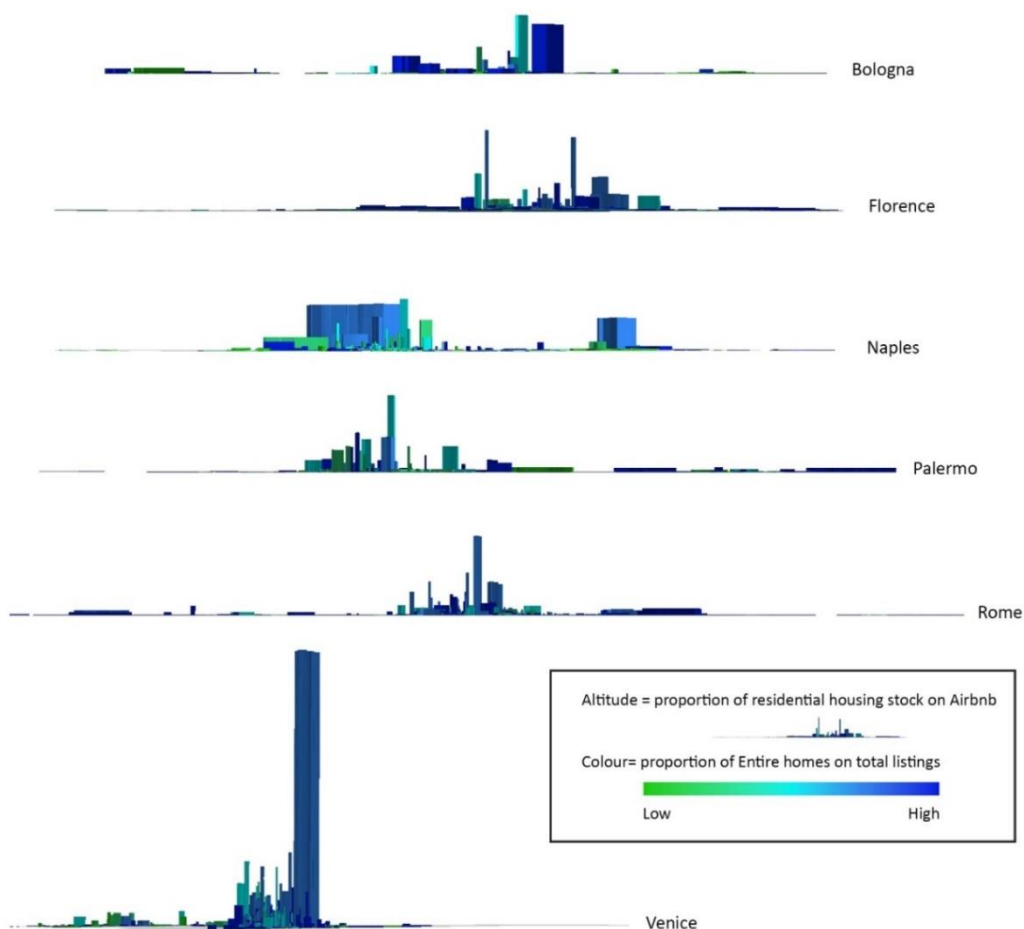 Bologna
Florence
Naples
Palermo
Rome
Altitude = proportion of residential housing stock on Airbnb
Colour= proportion of Entire homes on total listings
Low High
Venice